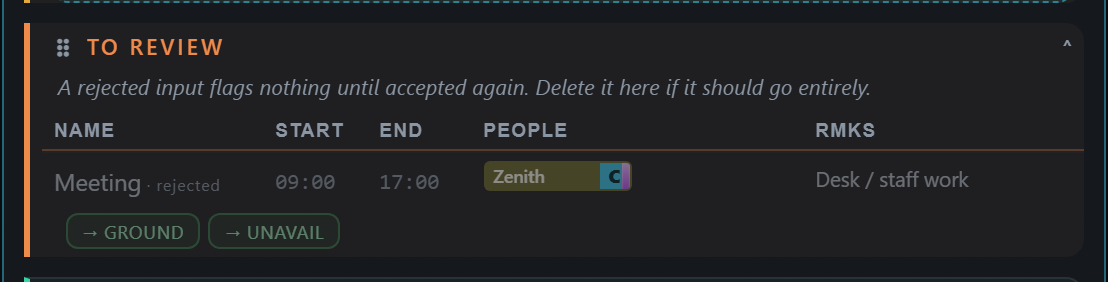 TO REVIEW ^
A rejected input flags nothing until accepted again. Delete it here if it should go entirely.
NAME START END PEOPLE RMKS
Meeting · rejected 09:00 17:00 Zenith C Desk / staff work
→ GROUND → UNAVAIL